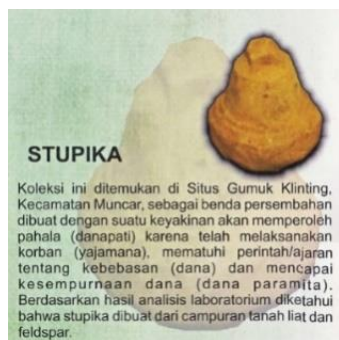 STUPIKA
Koleksi ini ditemukan di Situs Gumuk Klinting,
Kecamatan Muncar, sebagai benda persembahan
dibuat dengan suatu keyakinan akan memperoleh
pahala (danapati) karena telah melaksanakan
korban (yajamana), mematuhi perintah/ajaran
tentang kebebasan (dana) dan mencapai
kesempurnaan dana (dana paramita).
Berdasarkan hasil analisis laboratorium diketahui
bahwa stupika dibuat dari campuran tanah liat dan
feldspar.